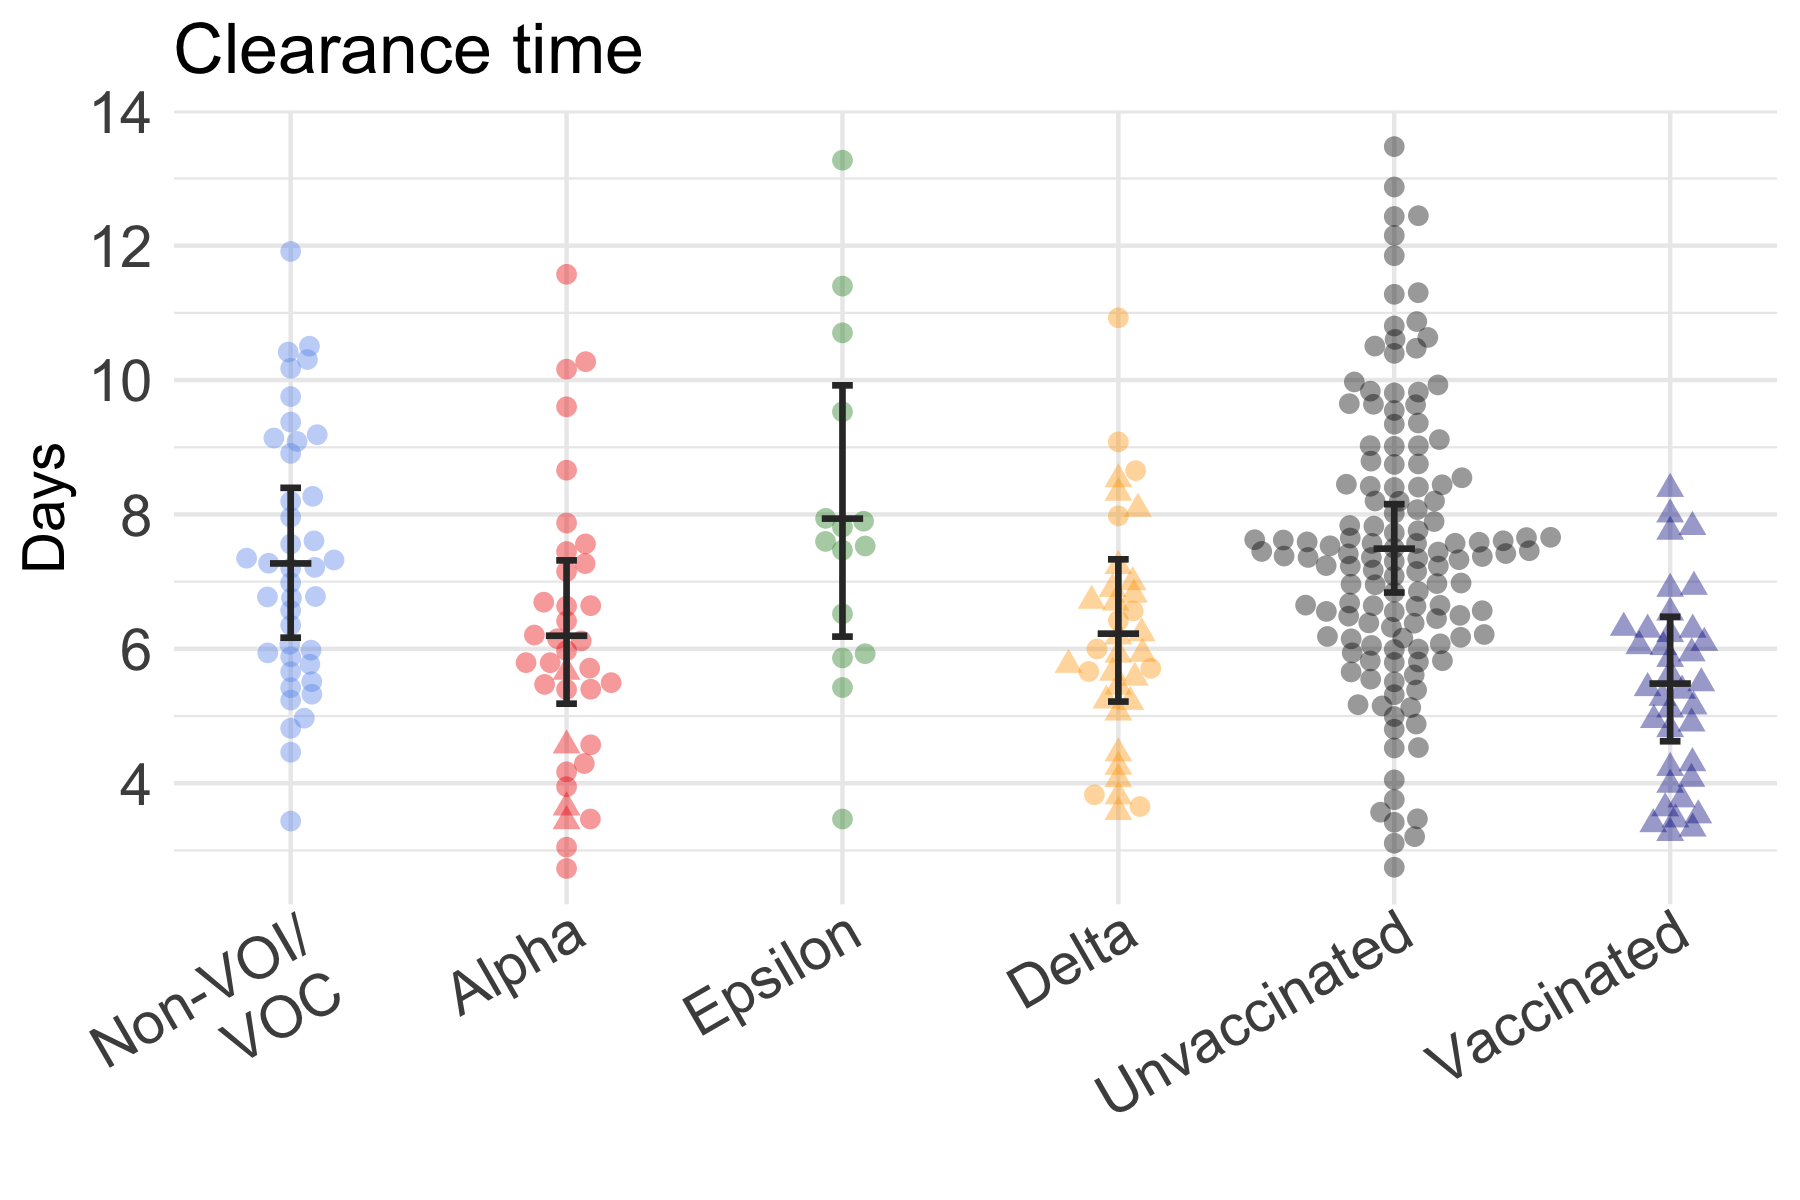 Clearance time
Days
14
12
10
8
6
4
Non-VOI/
VOC
Alpha
Epsilon
Delta
Unvaccinated
Vaccinated